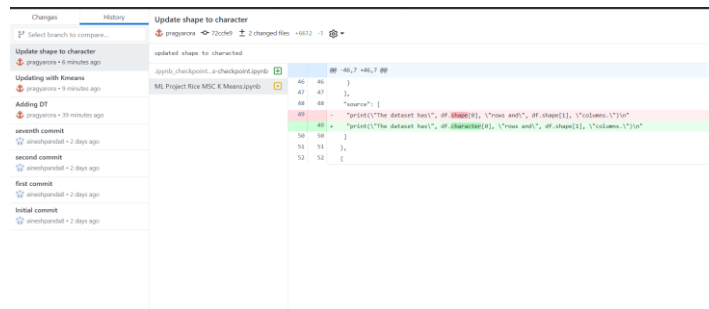 Changes
History
Select branch to compare...
Update shape to character
pragyarora • 6 minutes ago
Updating with Kmeans
pragyarora • 9 minutes ago
Adding DT
pragyarora • 39 minutes ago
seventh commit
aineshpandall • 2 days ago
second commit
aineshpandall • 2 days ago
first commit
aineshpandall • 2 days ago
Initial commit
aineshpandall • 2 days ago
Update shape to character
pragyarora 72ccfe9 2 changed files +6612 -1
updated shape to characted
.ipynb_checkpoint...a-checkpoint.ipynb
ML Project Rice MSC K Means.ipynb
@@ -46,7 +46,7 @@
46 46 }
47 47 ],
48 48 "source": [
49 - "print(\"The dataset has\", df.shape[0], \"rows and\", df.shape[1], \"columns.\")\n"
49 + "print(\"The dataset has\", df.character[0], \"rows and\", df.shape[1], \"columns.\")\n"
50 50 ]
51 51 },
52 52 {